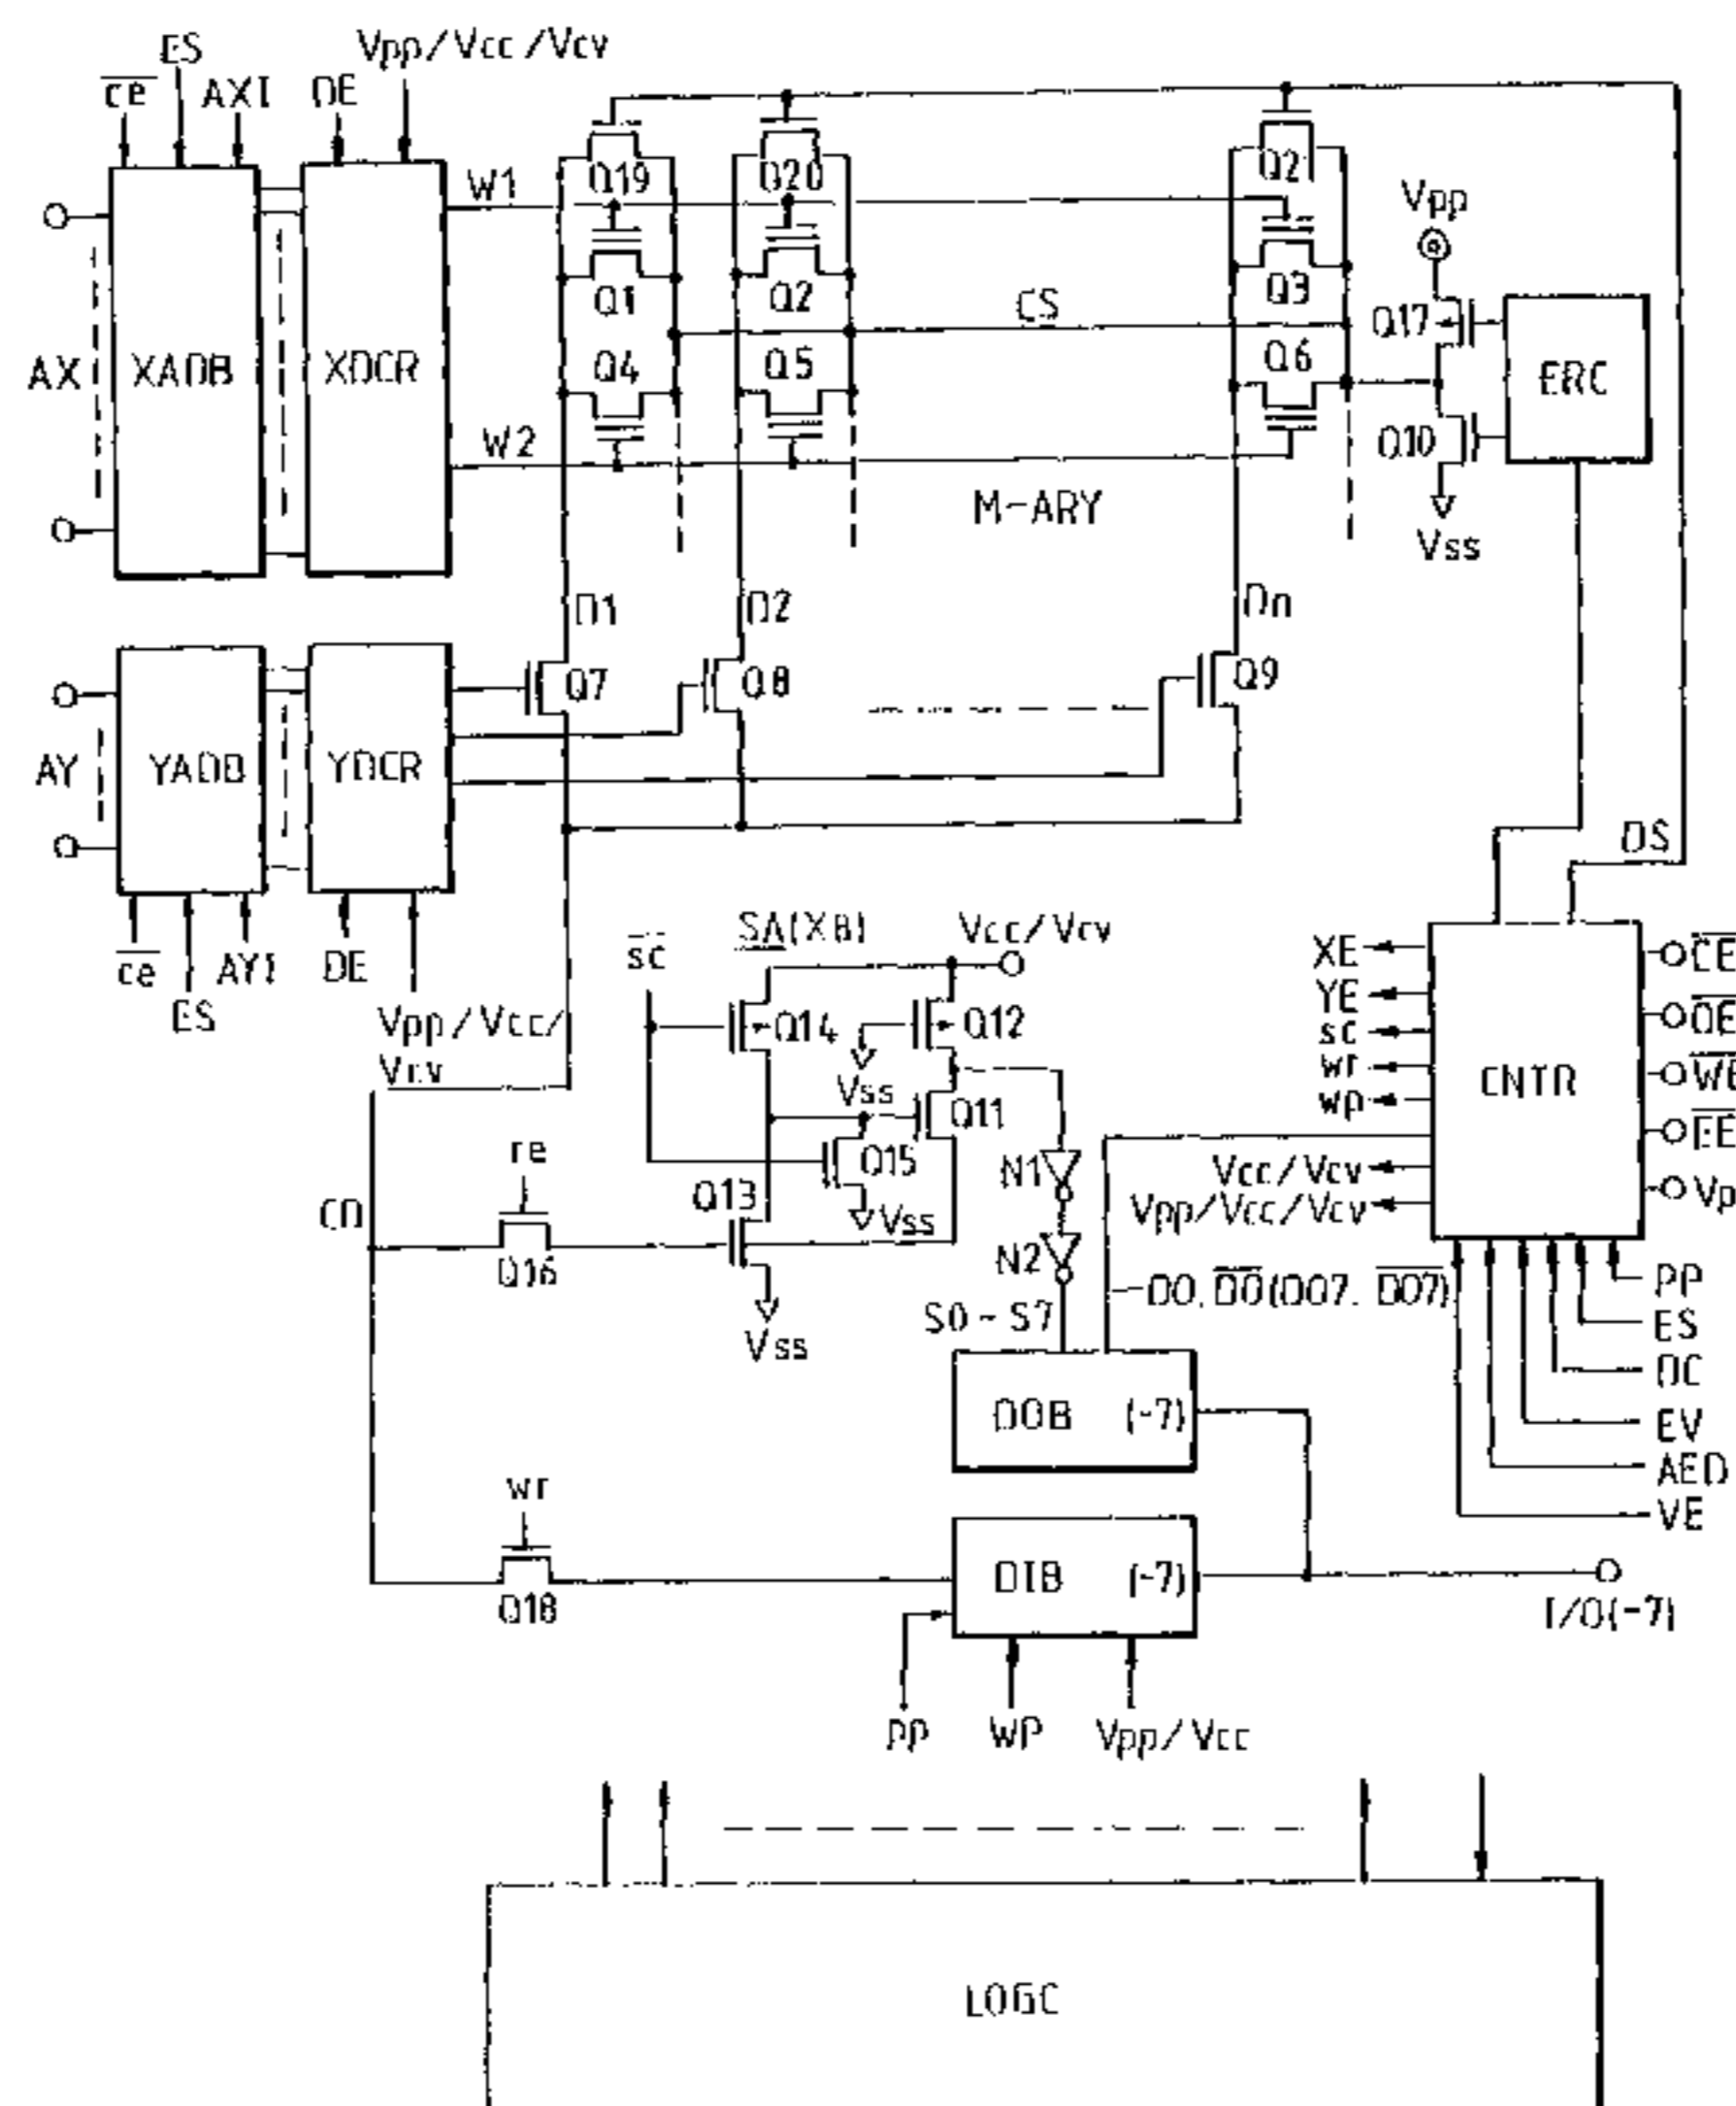 ES Vpp/Vcc/Vcv
ce AXI DE
Q19 Q20 Q2
W1
Vpp
Q1 Q2 Q3
CS
Q17
AX XADB XDCR Q4 Q5 Q6 ERC
W2 Q10
M-ARY
Vss
D1 D2 Dn
Q7 Q8 Q9
AY YADB YDCR
DS
ce AYI DE
ES
Vpp/Vcc/
Vcv
sc SA(XB) Vcc/Vcv
Q14 Q12
Vss
Q11
Q15
Q13 Vss
Vss
re
CD
Q16
N1
N2
S0~S7
XE
YE
sc
wr
wp
Vcc/Vcv
Vpp/Vcc/Vcv
CNTR
CE
OE
WE
EE
Vp
DO, DO(DO7, DO7)
PP
ES
OC
EV
AED
VE
DOB (-7)
wr
Q18
DIB (-7)
I/O(-7)
PP WP Vpp/Vcc
LOGC